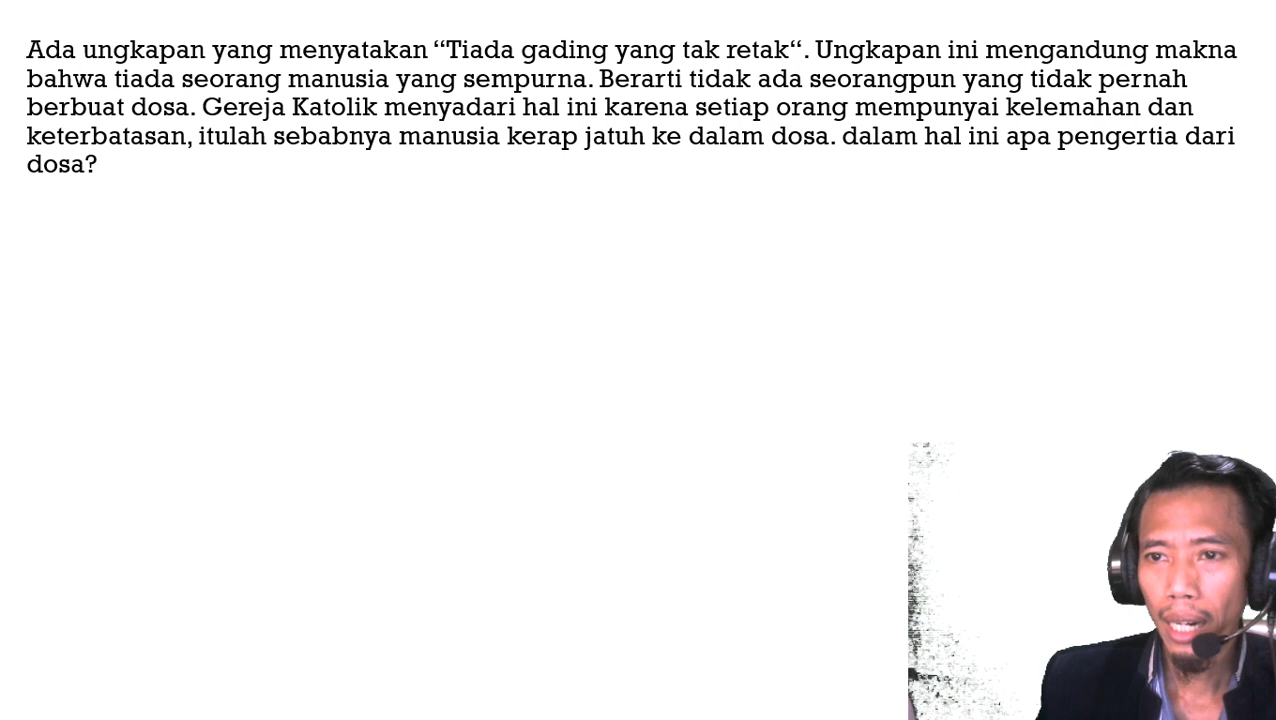 Ada ungkapan yang menyatakan “Tiada gading yang tak retak“. Ungkapan ini mengandung makna
bahwa tiada seorang manusia yang sempurna. Berarti tidak ada seorangpun yang tidak pernah
berbuat dosa. Gereja Katolik menyadari hal ini karena setiap orang mempunyai kelemahan dan
keterbatasan, itulah sebabnya manusia kerap jatuh ke dalam dosa. dalam hal ini apa pengertia dari
dosa?